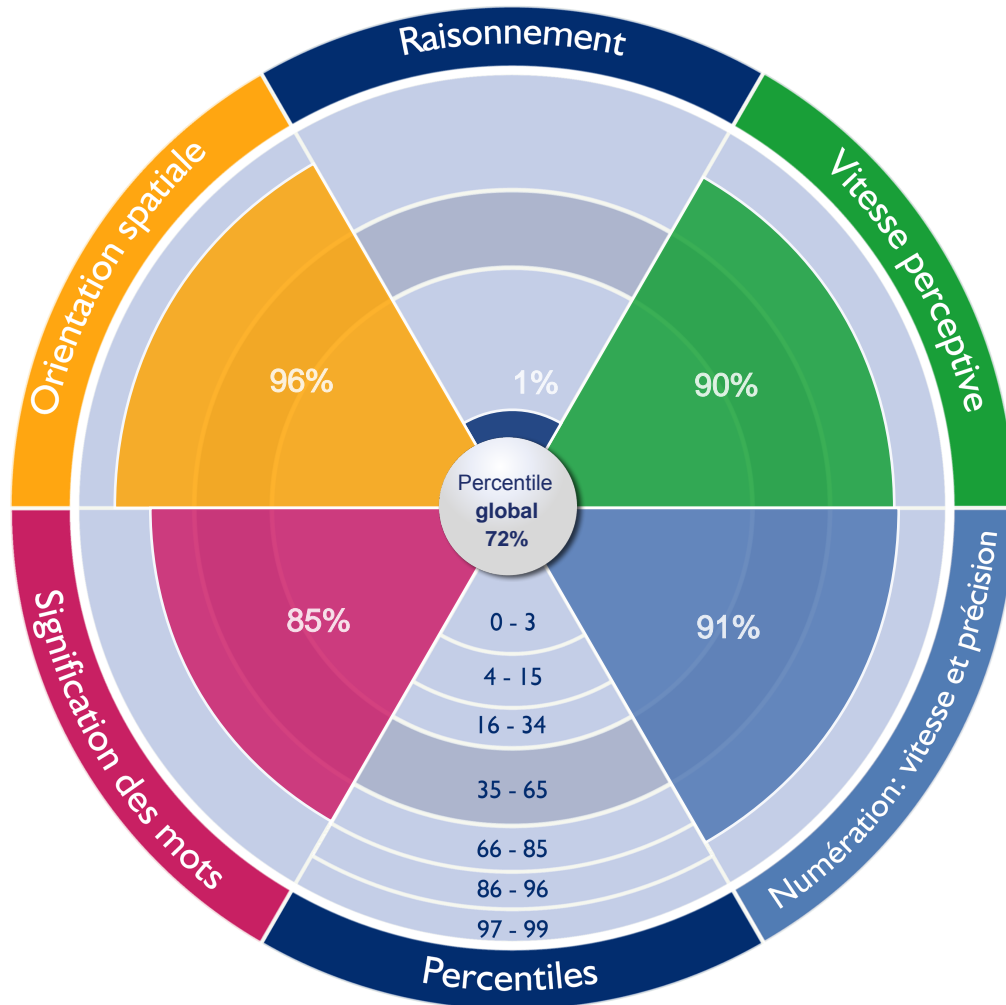 Raisonnement
Orientation spatiale
Vitesse perceptive
96%
1%
90%
Percentile
global
72%
85%
91%
Signification des mots
Numération: vitesse et précision
0 - 3
4 - 15
16 - 34
35 - 65
66 - 85
86 - 96
97 - 99
Percentiles